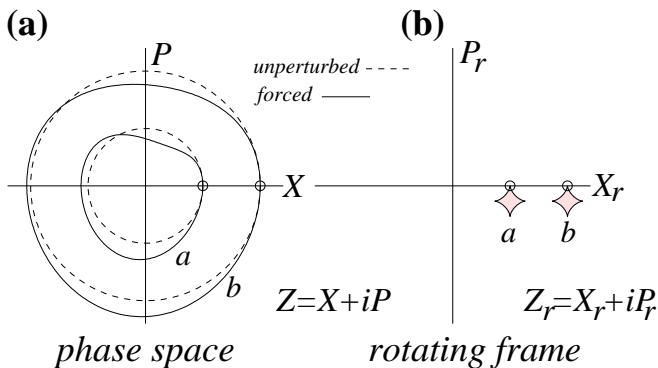 (a)
P
unperturbed
forced
X
a
b
Z=X+iP
phase space
(b)
P_r
X_r
a
b
Z_r=X_r+iP_r
rotating frame